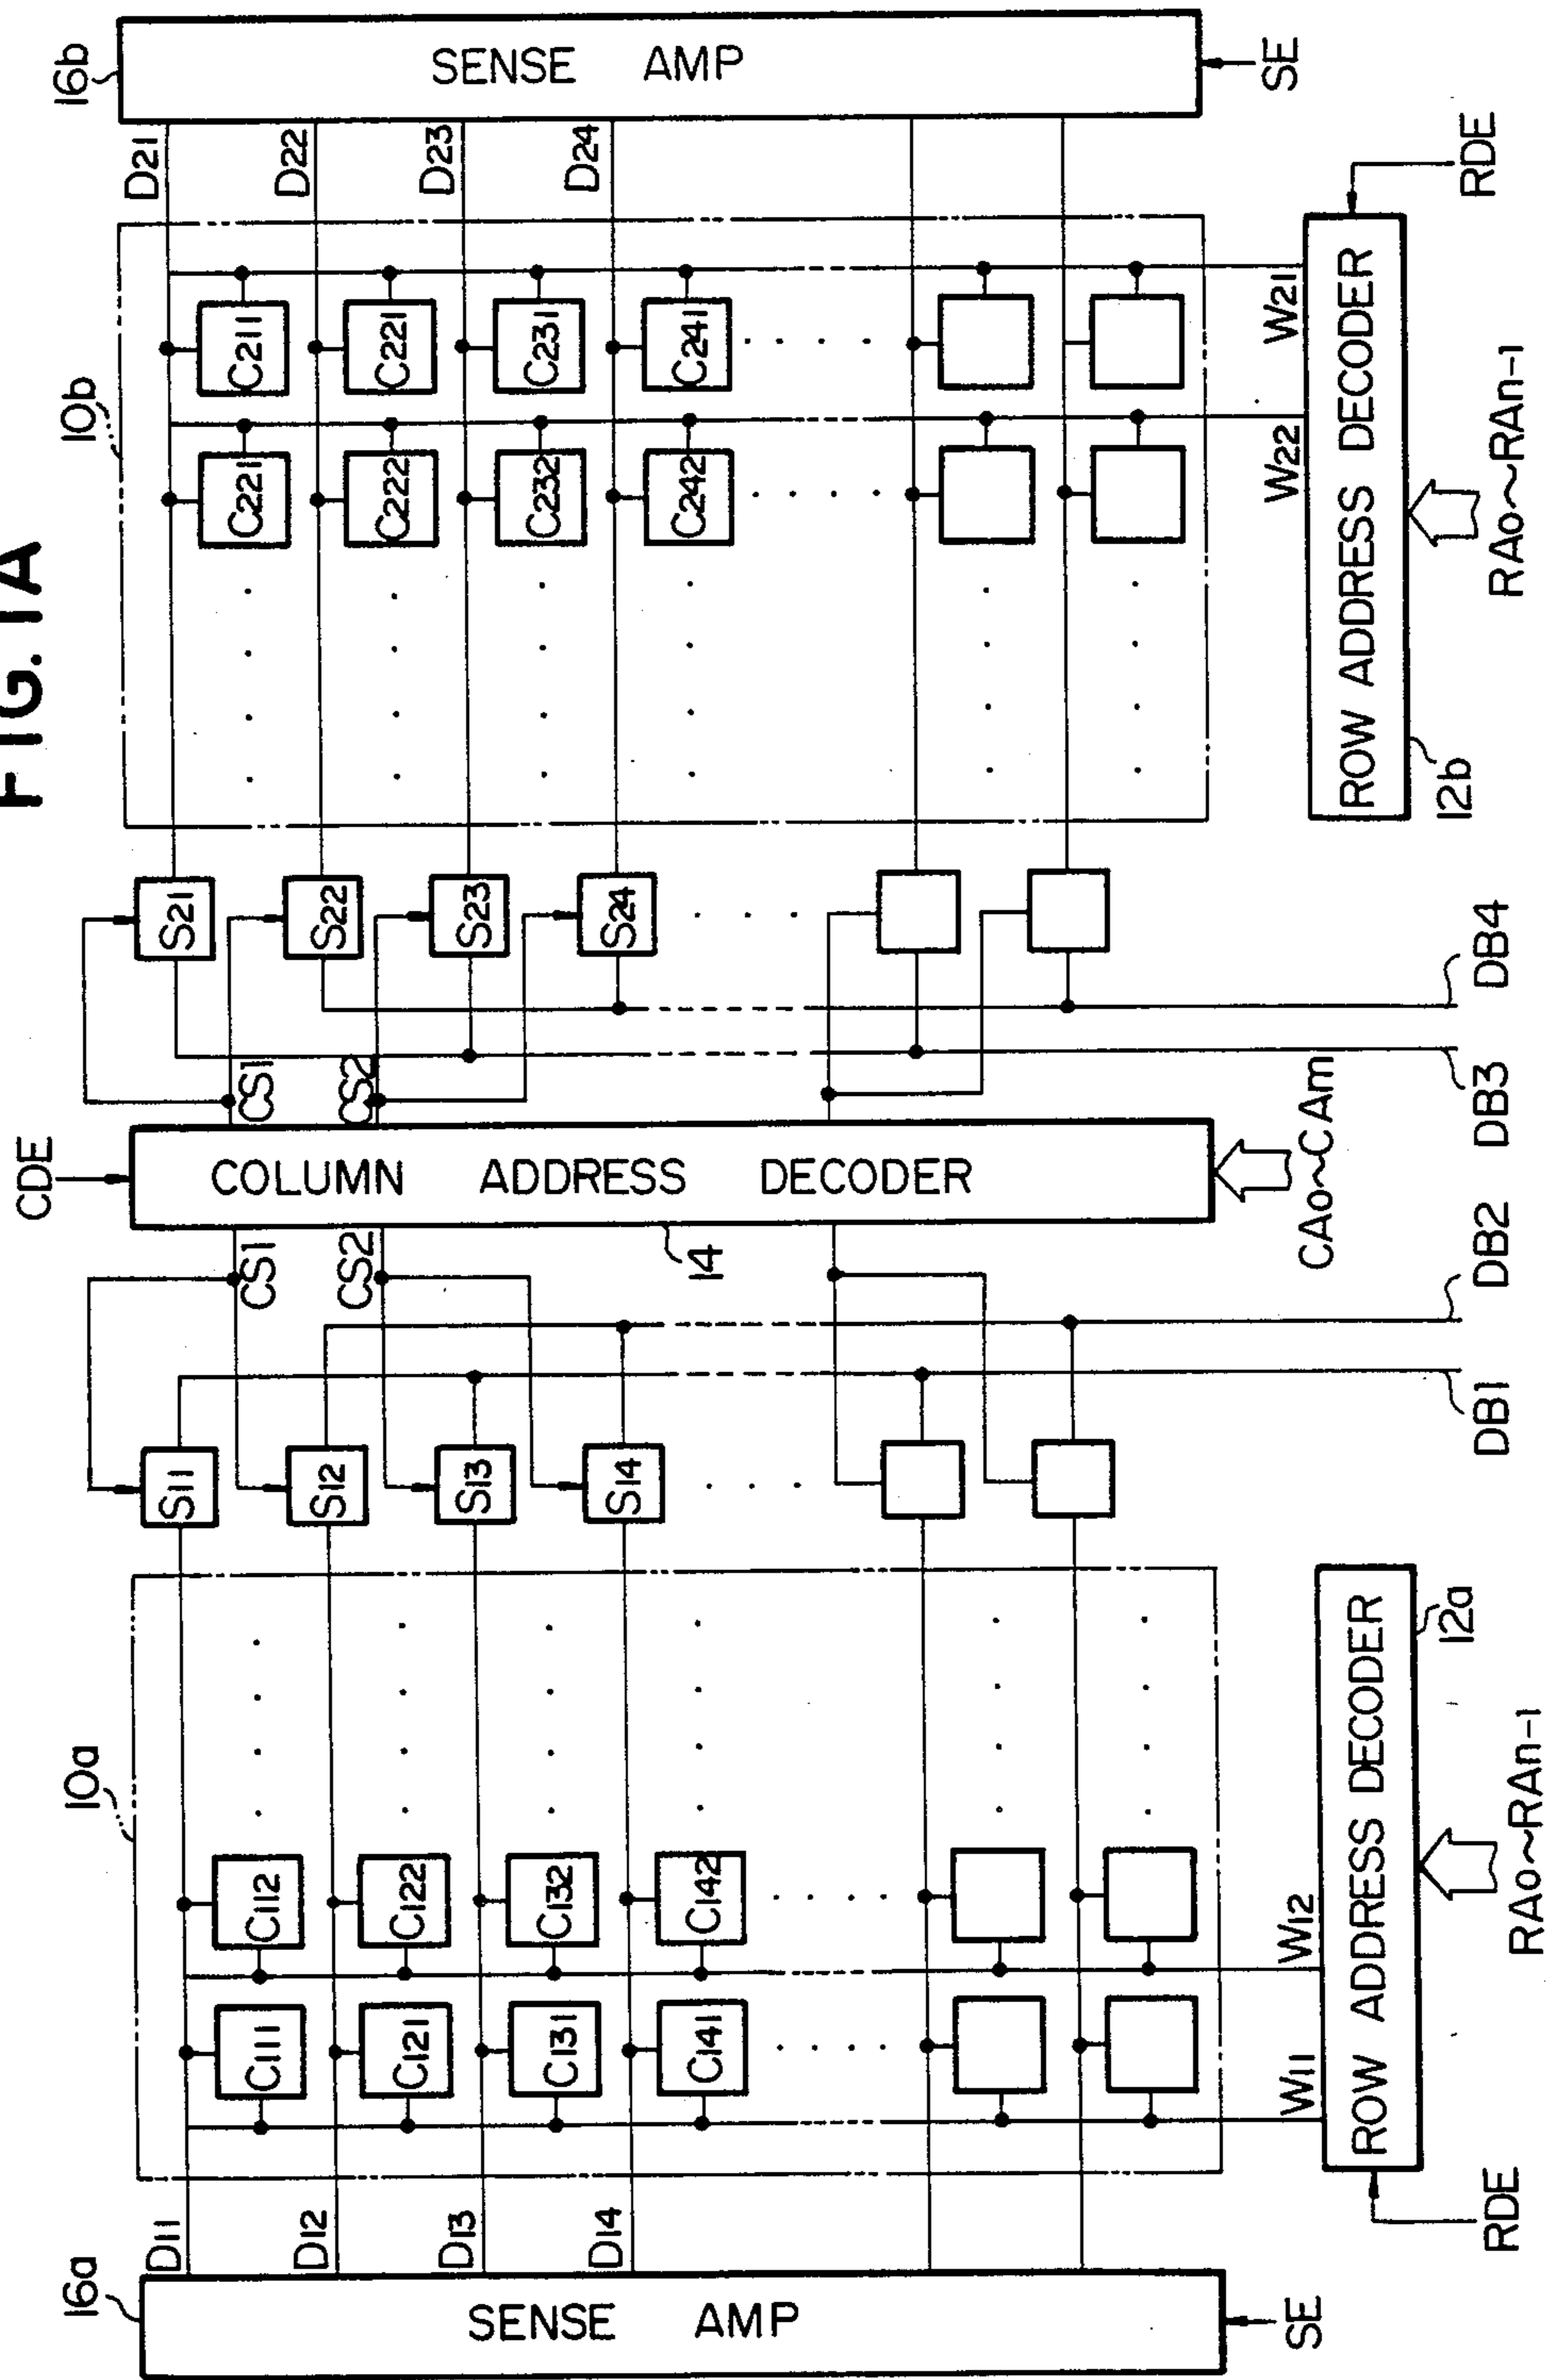 FIG. 1A
16b
SENSE AMP
SE
D21
D22
D23
D24
10b
C211
C221
C231
C241
C221
C222
C232
C242
W21
W22
RDE
ROW ADDRESS DECODER
12b
RAo~RAn-1
S21
S22
S23
S24
DB4
DB3
CS1
CS2
CDE
COLUMN ADDRESS DECODER
14
CAo~CAm
CS1
CS2
DB2
DB1
S11
S12
S13
S14
10a
C112
C122
C132
C142
C111
C121
C131
C141
W12
W11
ROW ADDRESS DECODER
12a
RAo~RAn-1
RDE
D11
D12
D13
D14
16a
SENSE AMP
SE